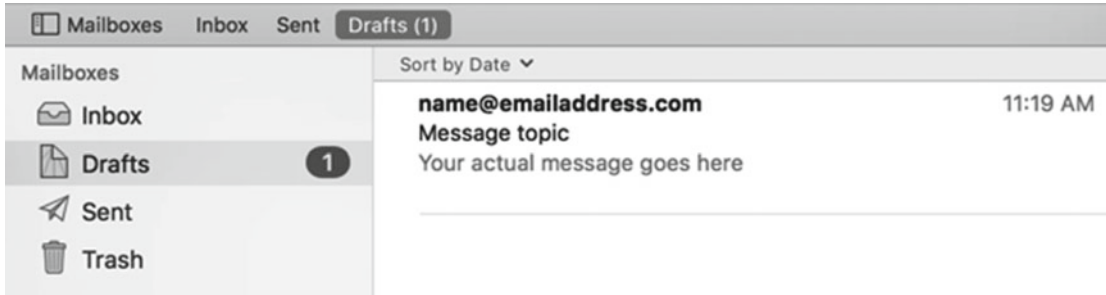 Mailboxes Inbox Sent Drafts (1)
Mailboxes
Inbox
Drafts 1
Sent
Trash
Sort by Date
name@emailaddress.com 11:19 AM
Message topic
Your actual message goes here